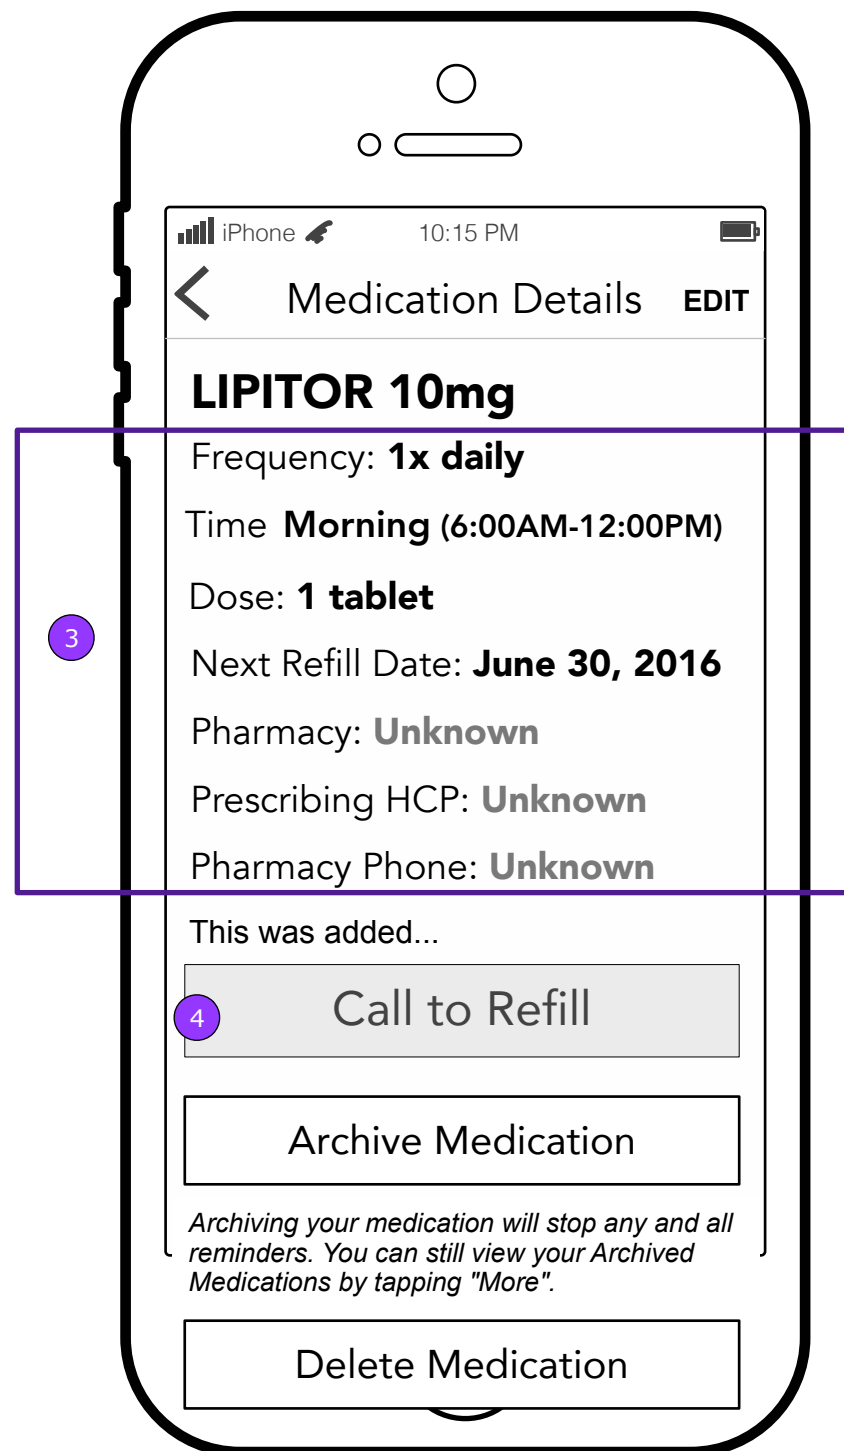 iPhone 10:15 PM
Medication Details EDIT
LIPITOR 10mg
Frequency: 1x daily
Time Morning (6:00AM-12:00PM)
Dose: 1 tablet
3
Next Refill Date: June 30, 2016
Pharmacy: Unknown
Prescribing HCP: Unknown
Pharmacy Phone: Unknown
This was added...
4 Call to Refill
Archive Medication
Archiving your medication will stop any and all
reminders. You can still view your Archived
Medications by tapping "More".
Delete Medication